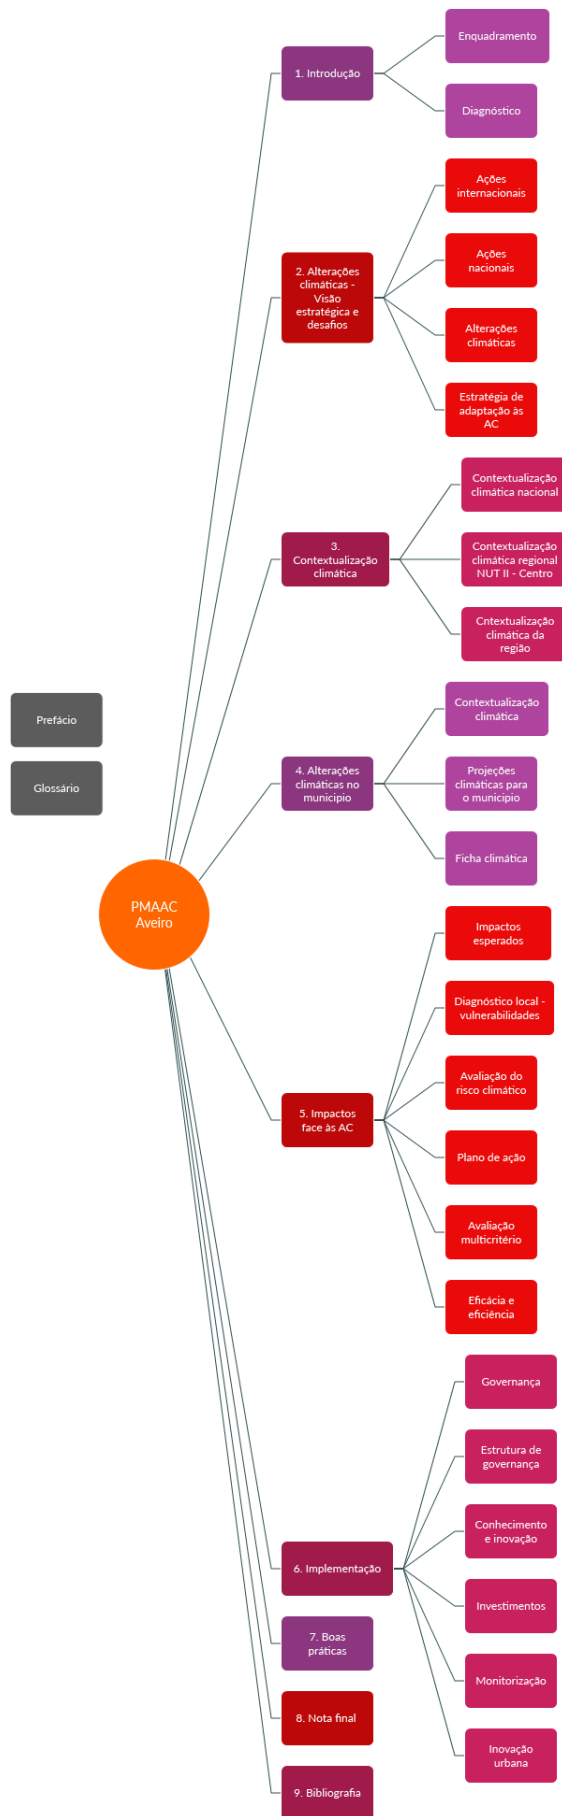 Enquadramento
1. Introdução
Diagnóstico
Ações
internacionais
Ações
nacionais
2. Alterações
climáticas -
Visão
estratégica e
desafios
Alterações
climáticas
Estratégia de
adaptação às
AC
Contextualização
climática nacional
3.
Contextualização
climática
Contextualização
climática regional
NUT II - Centro
Cntextualização
climática da
região
Prefácio
Glossário
Contextualização
climática
4. Alterações
climáticas no
municipio
Projeções
climáticas para
o municipio
Ficha climática
PMAAC
Aveiro
Impactos
esperados
Diagnóstico local -
vulnerabilidades
Avaliação do
risco climático
5. Impactos
face às AC
Plano de ação
Avaliação
multicritério
Eficácia e
eficiência
Governança
Estrutura de
governança
Conhecimento
e inovação
6. Implementação
Investimentos
7. Boas
práticas
Monitorização
8. Nota final
Inovação
urbana
9. Bibliografia